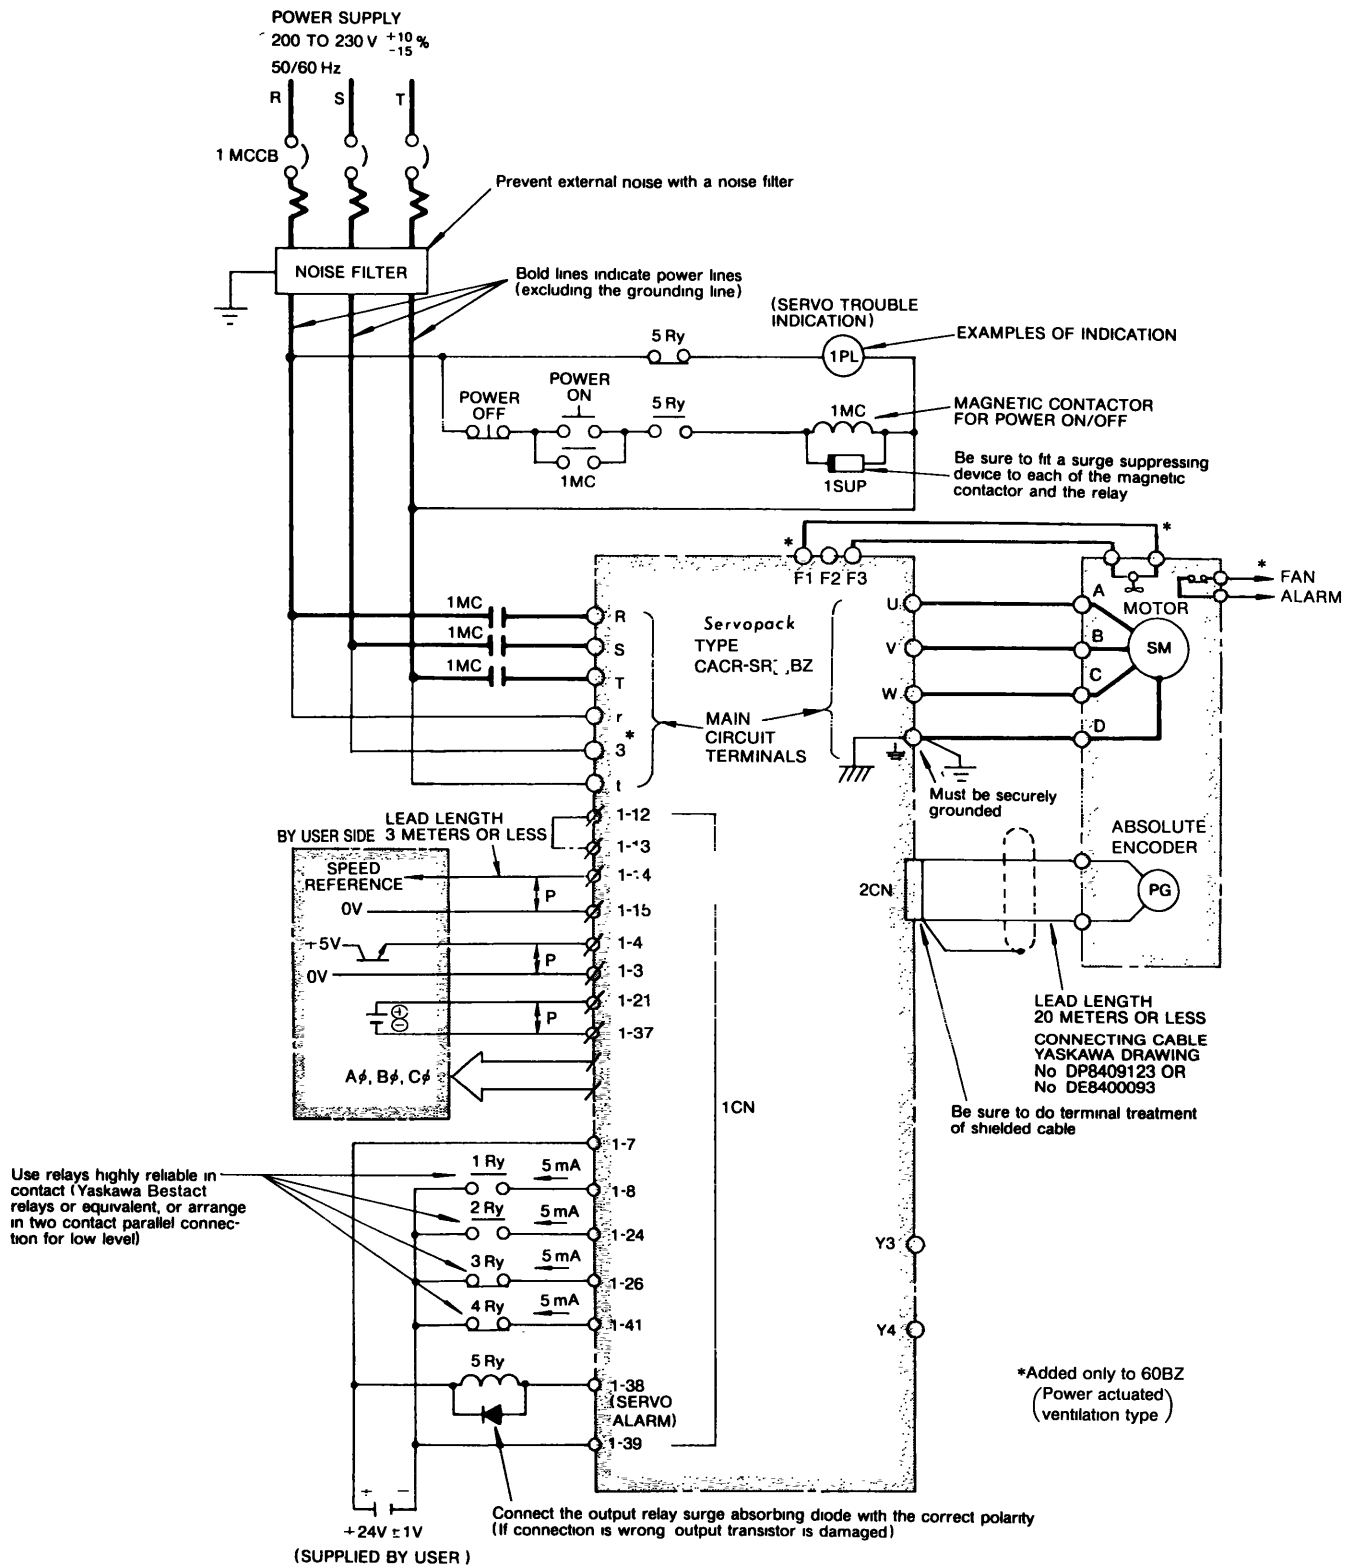 POWER SUPPLY
200 TO 230 V +10 -15 %
50/60 Hz
R
S
T
1 MCCB
Prevent external noise with a noise filter
NOISE FILTER
Bold lines indicate power lines
(excluding the grounding line)
(SERVO TROUBLE
INDICATION)
EXAMPLES OF INDICATION
5 Ry
1PL
POWER
OFF
POWER
ON
5 Ry
1MC
MAGNETIC CONTACTOR
FOR POWER ON/OFF
1MC
1SUP
Be sure to fit a surge suppressing
device to each of the magnetic
contactor and the relay
*
*
F1 F2 F3
*
FAN
ALARM
1MC
R
1MC
S
1MC
T
r
3 *
t
Servopack
TYPE
CACR-SR[ ]BZ
MAIN
CIRCUIT
TERMINALS
U
V
W
A
B
C
D
MOTOR
SM
Must be securely
grounded
LEAD LENGTH
3 METERS OR LESS
BY USER SIDE
SPEED
REFERENCE
0V
+5V
0V
⊕
⊖
Aϕ, Bϕ, Cϕ
P
P
P
1-12
1-13
1-14
1-15
1-4
1-3
1-21
1-37
1CN
2CN
ABSOLUTE
ENCODER
PG
LEAD LENGTH
20 METERS OR LESS
CONNECTING CABLE
YASKAWA DRAWING
No DP8409123 OR
No DE8400093
Be sure to do terminal treatment
of shielded cable
Use relays highly reliable in
contact (Yaskawa Bestact
relays or equivalent, or arrange
in two contact parallel connec-
tion for low level)
1-7
1 Ry
5 mA
1-8
2 Ry
5 mA
1-24
3 Ry
5 mA
1-26
4 Ry
5 mA
1-41
5 Ry
1-38
(SERVO
ALARM)
1-39
Y3
Y4
*Added only to 60BZ
(Power actuated
ventilation type)
+ −
+24V ±1V
(SUPPLIED BY USER)
Connect the output relay surge absorbing diode with the correct polarity
(If connection is wrong output transistor is damaged)